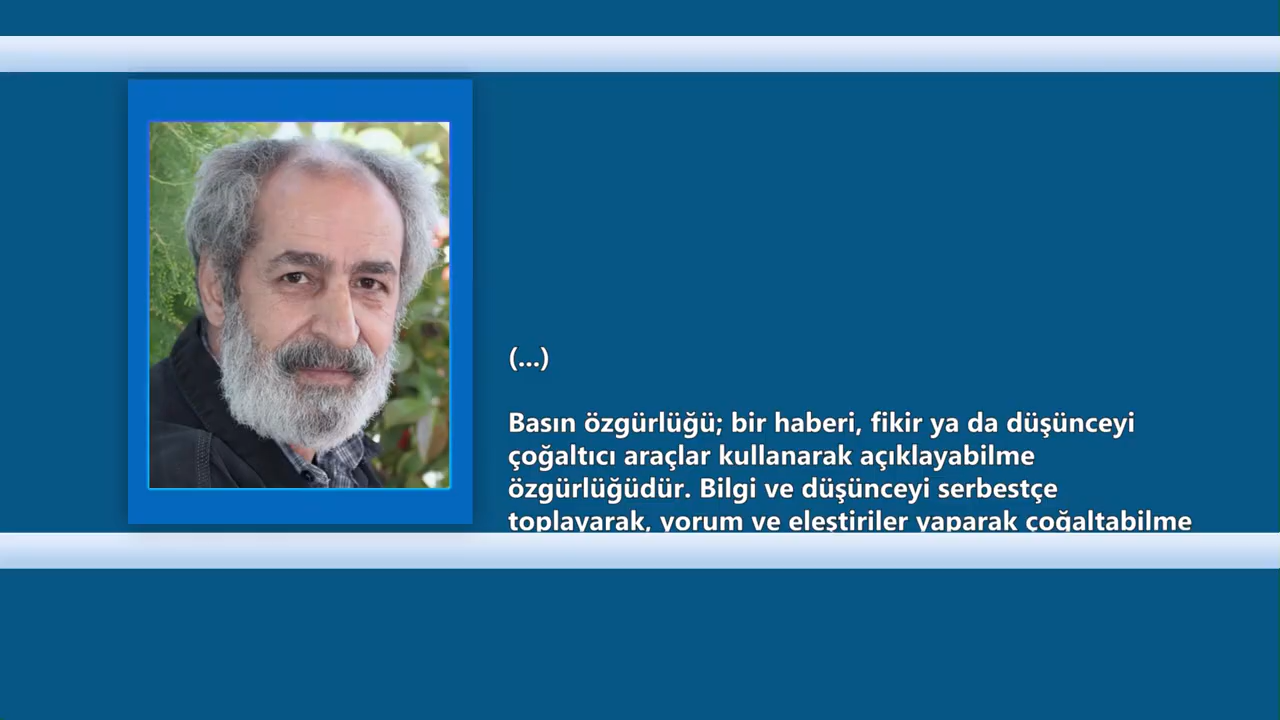 (...)
Basın özgürlüğü; bir haberi, fikir ya da düşünceyi
çoğaltıcı araçlar kullanarak açıklayabilme
özgürlüğüdür. Bilgi ve düşünceyi serbestçe
toplayarak, yorum ve eleştiriler yaparak çoğaltabilme